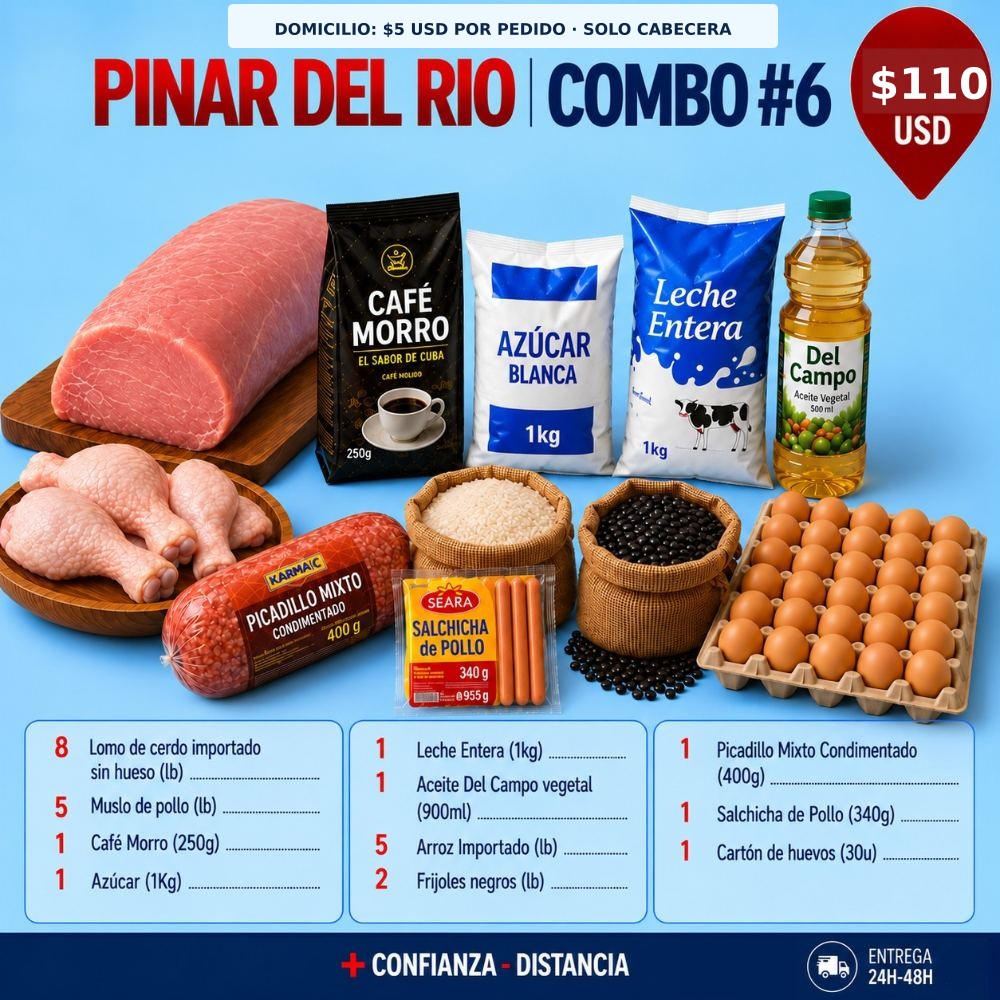 DOMICILIO: $5 USD POR PEDIDO · SOLO CABECERA
PINAR DEL RIO | COMBO #6
$110
USD
CAFÉ
MORRO
EL SABOR DE CUBA
CAFÉ MOLIDO
250g
AZÚCAR
BLANCA
1kg
Leche
Entera
1kg
Del
Campo
Aceite Vegetal
500 ml
KARMA
C
PICADILLO MIXTO
CONDIMENTADO
400 g
SEARA
SALCHICHA
de POLLO
340 g
955 g
8 Lomo de cerdo importado
sin hueso (lb)
5 Muslo de pollo (lb)
1 Café Morro (250g)
1 Azúcar (1Kg)
1 Leche Entera (1kg)
1 Aceite Del Campo vegetal
(900ml)
5 Arroz Importado (lb)
2 Frijoles negros (lb)
1 Picadillo Mixto Condimentado
(400g)
1 Salchicha de Pollo (340g)
1 Cartón de huevos (30u)
+ CONFIANZA - DISTANCIA
ENTREGA
24H-48H